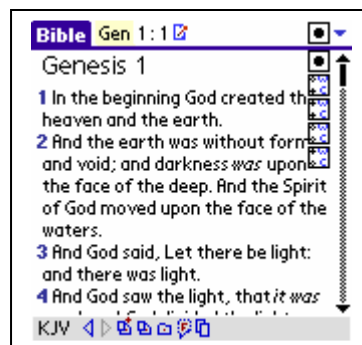 Bible Gen 1:1
Genesis 1
1 In the beginning God created th
heaven and the earth.
2 And the earth was without form
and void; and darkness was upon
the face of the deep. And the Spirit
of God moved upon the face of the
waters.
3 And God said, Let there be light:
and there was light.
4 And God saw the light, that it was
KJV